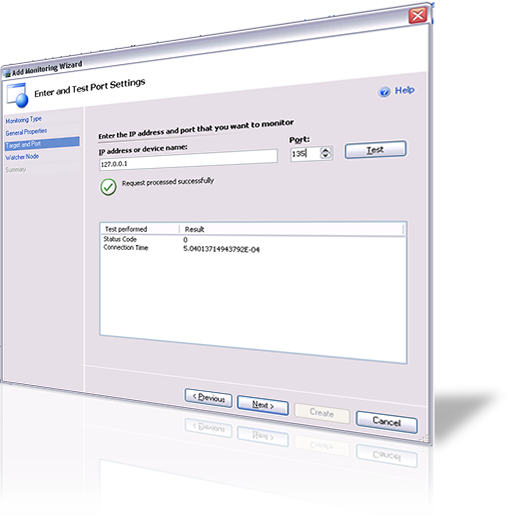 Add Monitoring Wizard
Enter and Test Port Settings
Help
Monitoring Type
General Properties
Target and Port
Watcher Node
Summary
Enter the IP address and port that you want to monitor
IP address or device name:
Port:
127.0.0.1
135
Test
Request processed successfully
Test performed Result
Status Code 0
Connection Time 5.04013714943792E-04
< Previous
Next >
Create
Cancel